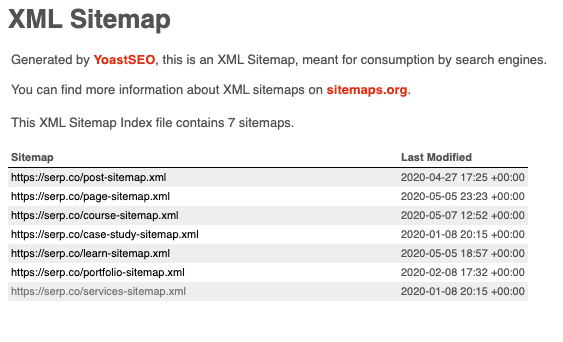 XML Sitemap
Generated by YoastSEO, this is an XML Sitemap, meant for consumption by search engines.
You can find more information about XML sitemaps on sitemaps.org.
This XML Sitemap Index file contains 7 sitemaps.
Sitemap Last Modified
https://serp.co/post-sitemap.xml 2020-04-27 17:25 +00:00
https://serp.co/page-sitemap.xml 2020-05-05 23:23 +00:00
https://serp.co/course-sitemap.xml 2020-05-07 12:52 +00:00
https://serp.co/case-study-sitemap.xml 2020-01-08 20:15 +00:00
https://serp.co/learn-sitemap.xml 2020-05-05 18:57 +00:00
https://serp.co/portfolio-sitemap.xml 2020-02-08 17:32 +00:00
https://serp.co/services-sitemap.xml 2020-01-08 20:15 +00:00